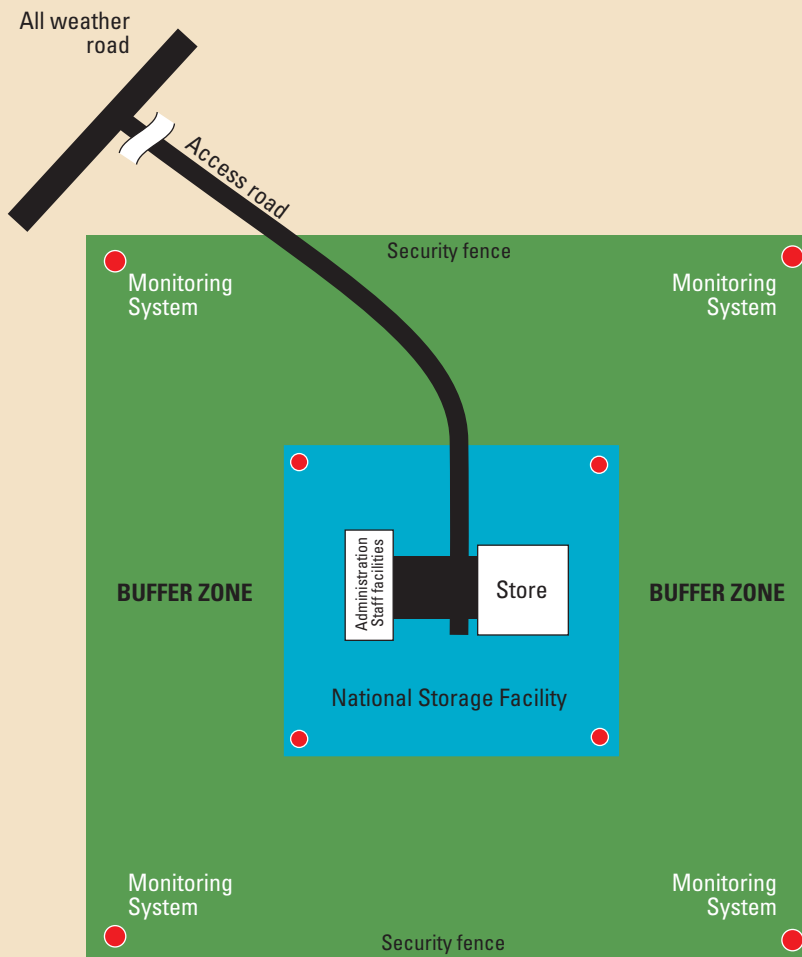 All weather
road
Access road
Security fence
Monitoring
System
Monitoring
System
BUFFER ZONE
Administration
Staff facilities
Store
BUFFER ZONE
National Storage Facility
Monitoring
System
Monitoring
System
Security fence